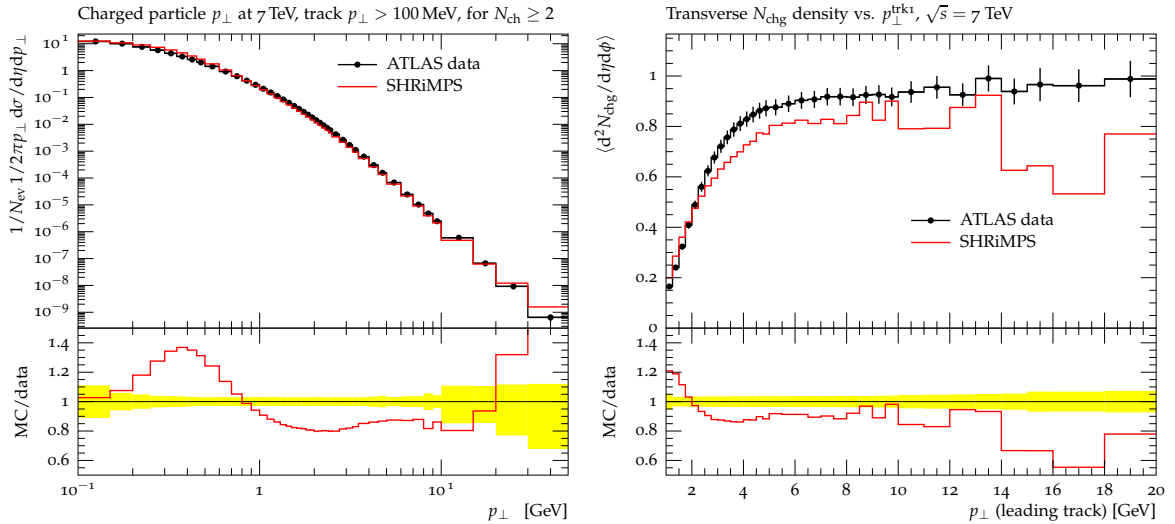 Charged particle p⊥ at 7 TeV, track p⊥ > 100 MeV, for Nch ≥ 2
1/Nev 1/2πp⊥ dσ/dηdp⊥
10¹
1
10⁻¹
10⁻²
10⁻³
10⁻⁴
10⁻⁵
10⁻⁶
10⁻⁷
10⁻⁸
10⁻⁹
ATLAS data
SHRiMPS
MC/data
1.4
1.2
1
0.8
0.6
10⁻¹ 1 10¹
p⊥ [GeV]
Transverse Nchg density vs. p⊥^trk1, √s = 7 TeV
⟨d²Nchg/dηdϕ⟩
1
0.8
0.6
0.4
0.2
0
ATLAS data
SHRiMPS
MC/data
1.4
1.2
1
0.8
0.6
2 4 6 8 10 12 14 16 18 20
p⊥ (leading track) [GeV]